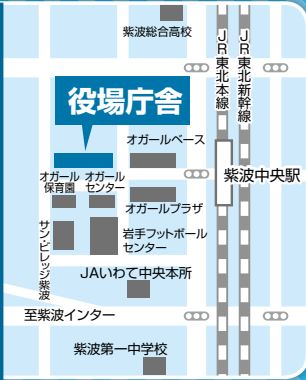 紫波総合高校
JR東北本線
JR東北新幹線
役場庁舎
オガールベース
紫波中央駅
オガール
保育園
オガール
センター
オガールプラザ
サン・ビレッジ紫波
岩手フットボール
センター
JAいわて中央本所
至紫波インター
紫波第一中学校